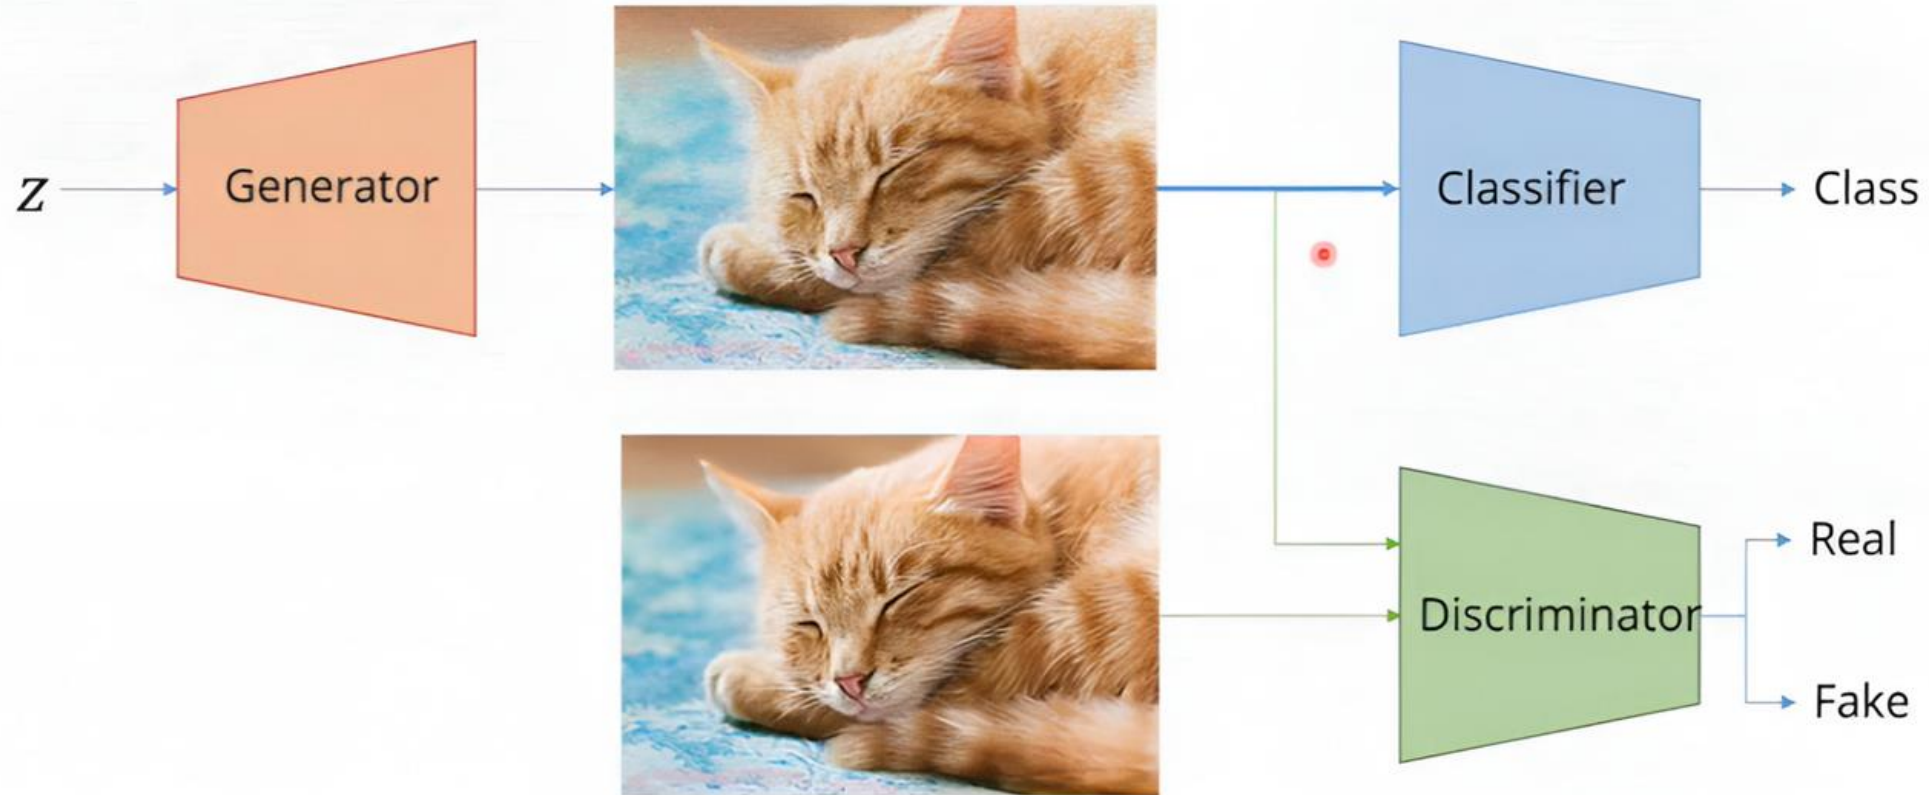 z
Generator
Classifier
Class
Real
Discriminator
Fake